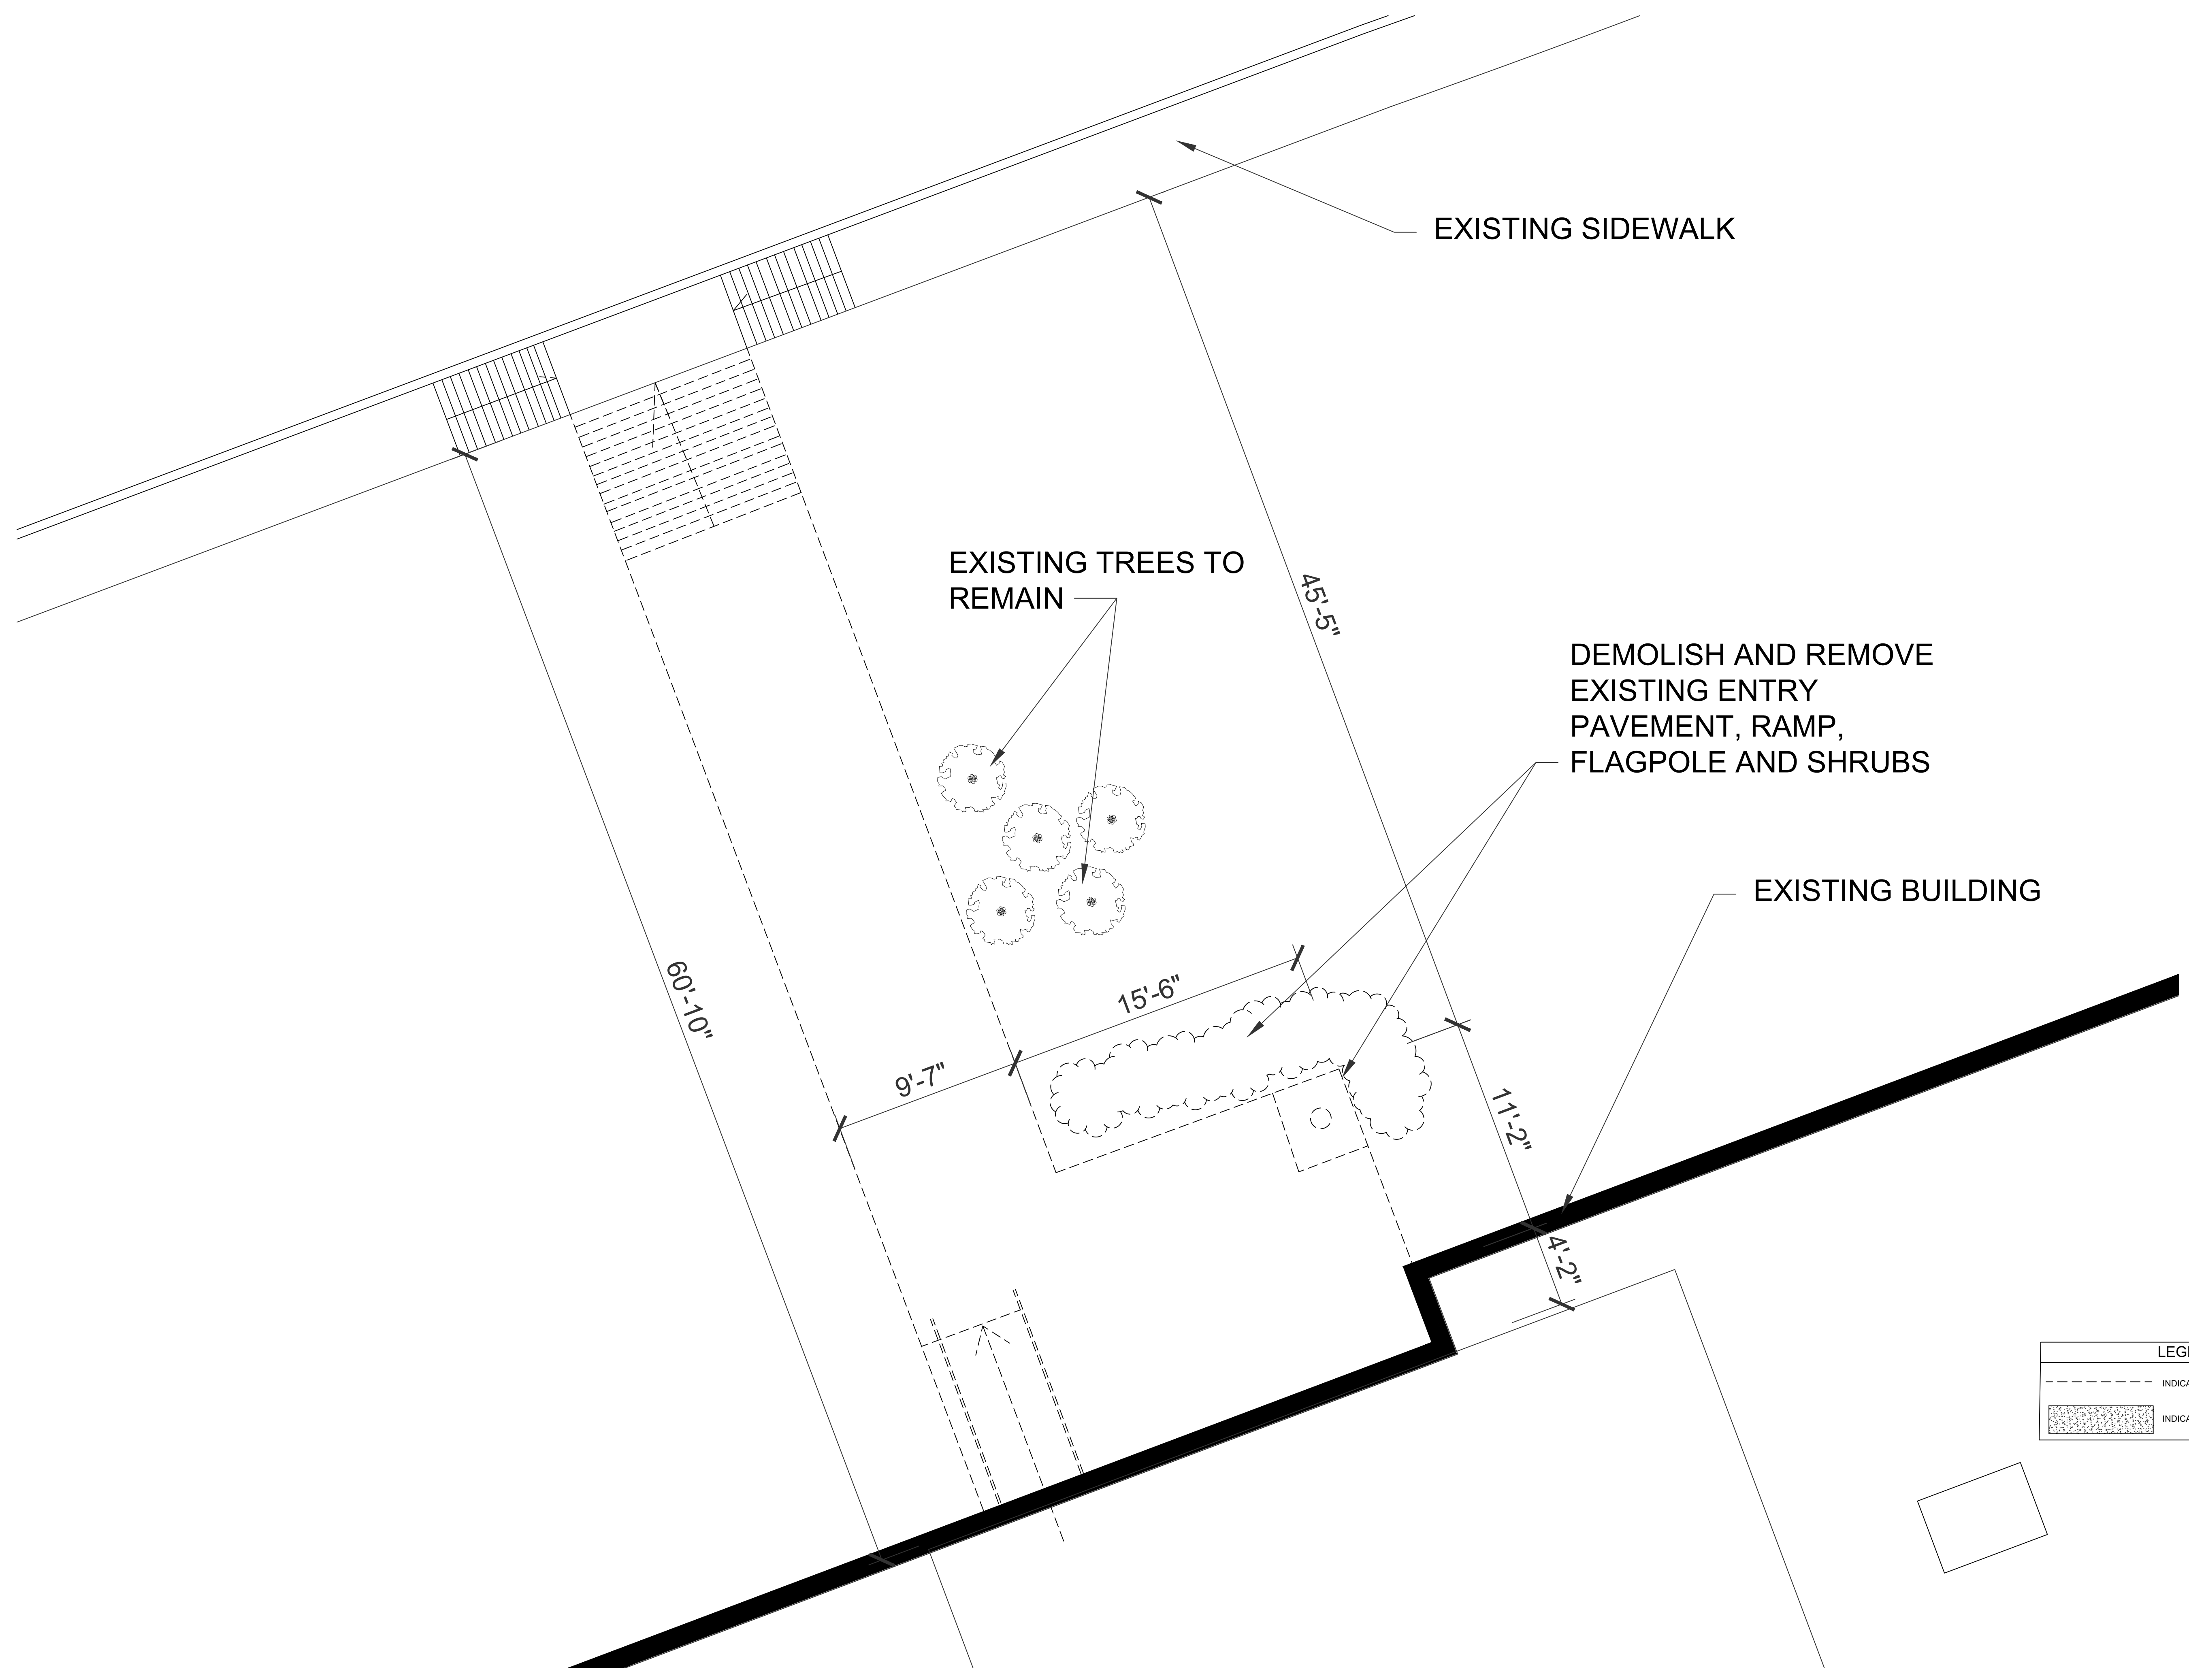 EXISTING SIDEWALK
EXISTING TREES TO
REMAIN
45'-5"
DEMOLISH AND REMOVE
EXISTING ENTRY
PAVEMENT, RAMP,
FLAGPOLE AND SHRUBS
EXISTING BUILDING
60'-10"
15'-6"
9'-7"
11'-2"
4'-2"